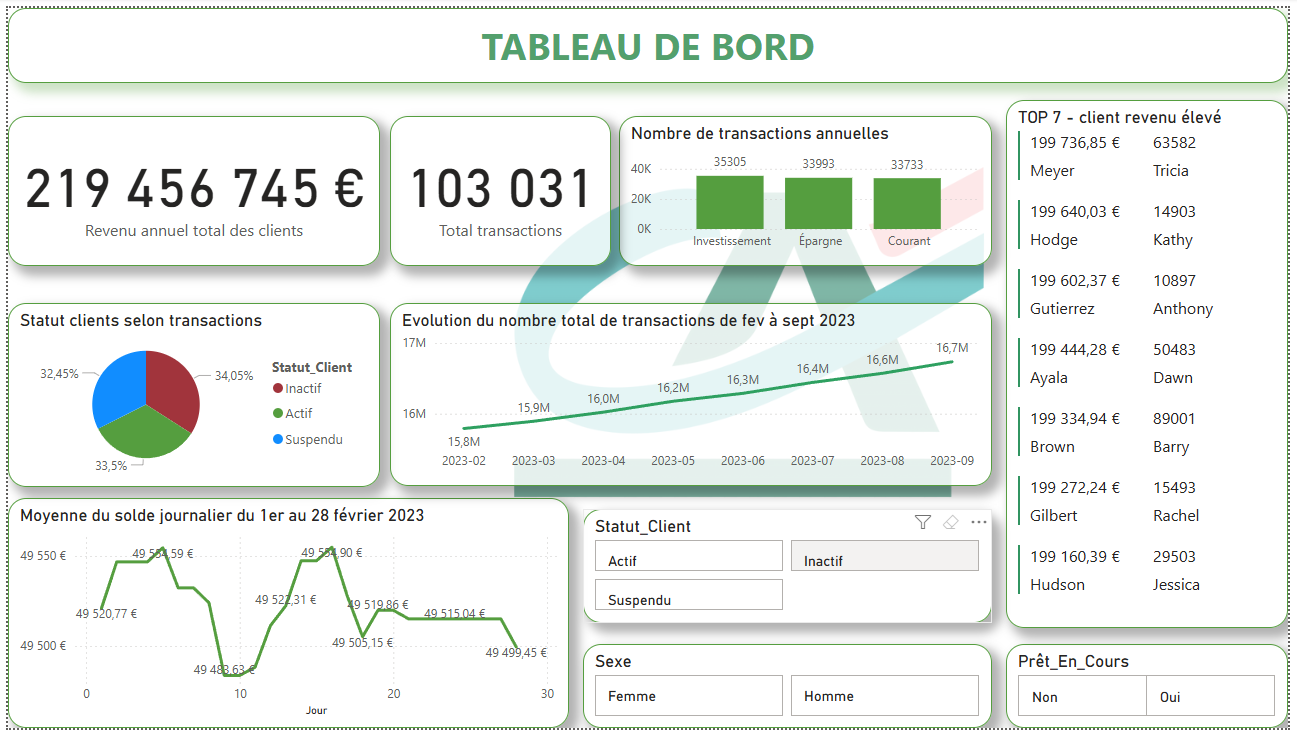 TABLEAU DE BORD
219 456 745 €
Revenu annuel total des clients
103 031
Total transactions
Nombre de transactions annuelles
40K
20K
0K
35305
33993
33733
Investissement
Épargne
Courant
TOP 7 - client revenu élevé
199 736,85 € 63582
Meyer Tricia
199 640,03 € 14903
Hodge Kathy
199 602,37 € 10897
Gutierrez Anthony
199 444,28 € 50483
Ayala Dawn
199 334,94 € 89001
Brown Barry
199 272,24 € 15493
Gilbert Rachel
199 160,39 € 29503
Hudson Jessica
Statut clients selon transactions
32,45%
34,05%
33,5%
Statut_Client
Inactif
Actif
Suspendu
Evolution du nombre total de transactions de fev à sept 2023
17M
16M
15,8M
15,9M
16,0M
16,2M
16,3M
16,4M
16,6M
16,7M
2023-02 2023-03 2023-04 2023-05 2023-06 2023-07 2023-08 2023-09
Moyenne du solde journalier du 1er au 28 février 2023
49 550 €
49 500 €
49 520,77 €
49 554,59 €
49 483,63 €
49 522,31 €
49 554,90 €
49 505,15 €
49 519,86 €
49 515,04 €
49 499,45 €
0 10 20 30
Jour
Statut_Client
Actif
Inactif
Suspendu
Sexe
Femme
Homme
Prêt_En_Cours
Non
Oui